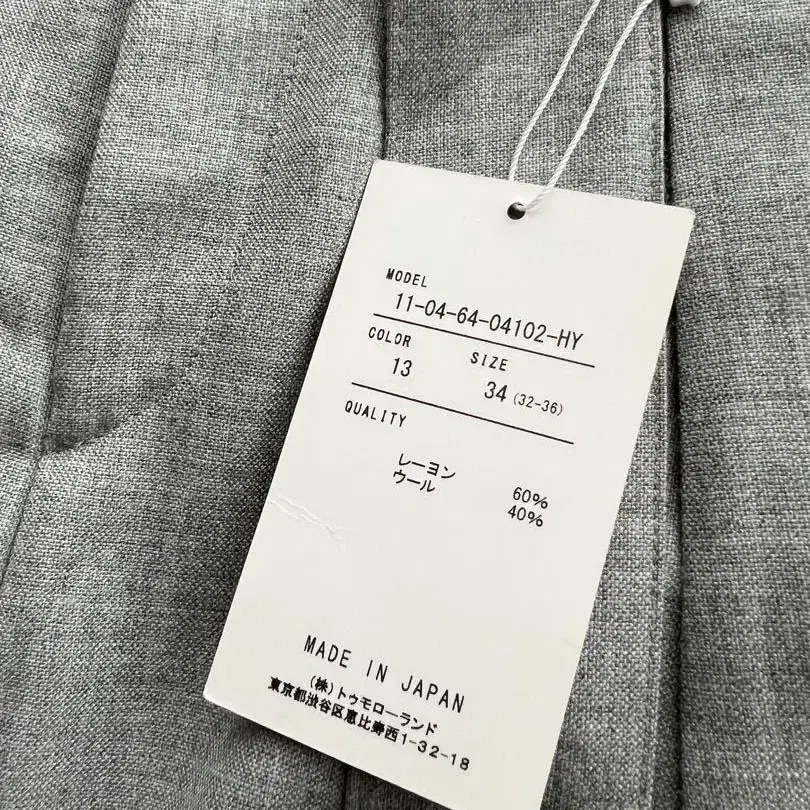 MODEL
11-04-64-04102-HY
COLOR SIZE
13 34 (32-36)
QUALITY
レーヨン 60%
ウール 40%
MADE IN JAPAN
(株)トゥモローランド
東京都渋谷区恵比寿西1-32-18